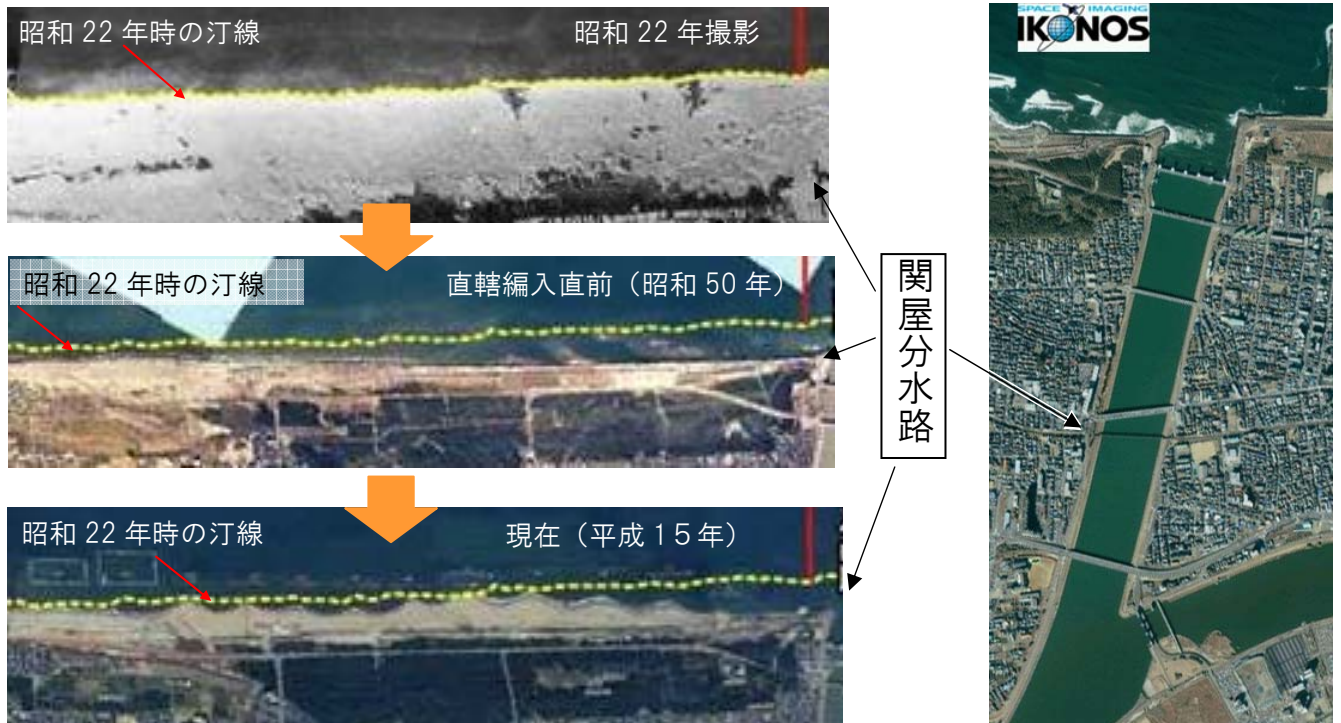 昭和 22 年時の汀線
昭和 22 年撮影
昭和 22 年時の汀線
直轄編入直前(昭和 50 年)
昭和 22 年時の汀線
現在(平成15年)
関屋分水路
SPACE IMAGING
IKONOS